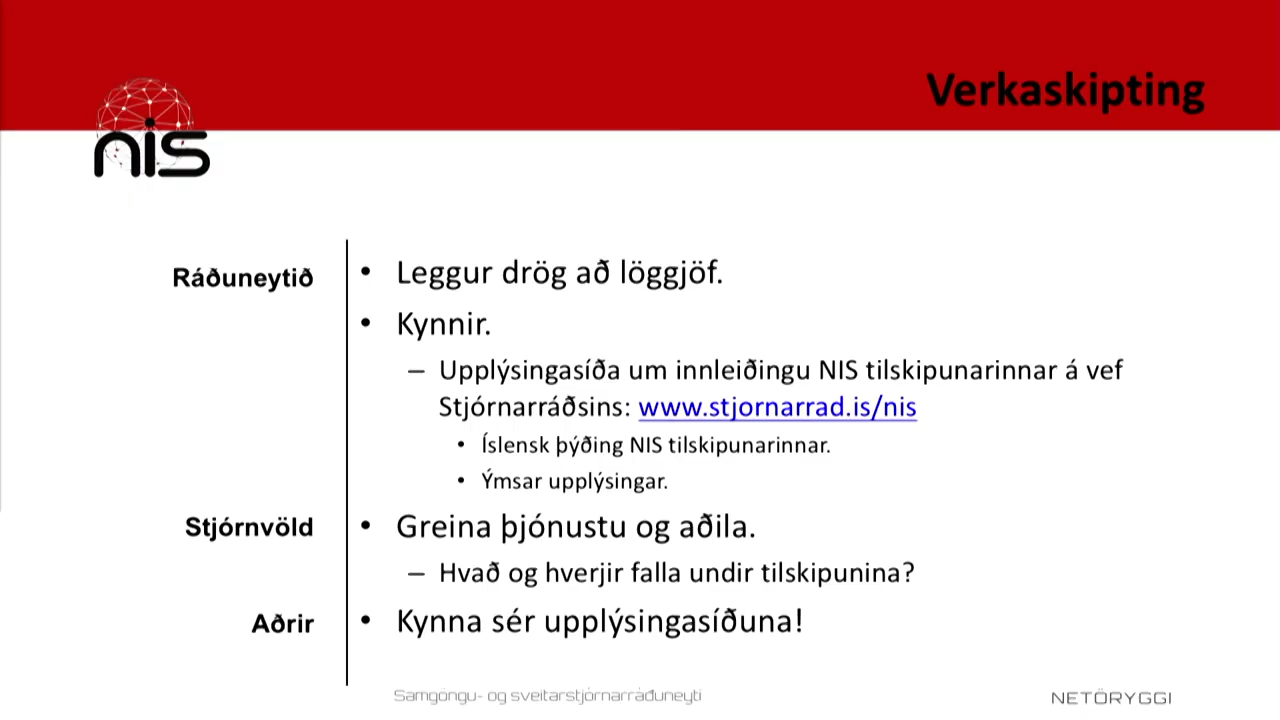 Verkaskipting
nis
Ráðuneytið
• Leggur drög að löggjöf.
• Kynnir.
– Upplýsingasíða um innleiðingu NIS tilskipunarinnar á vef
Stjórnarráðsins: www.stjornarrad.is/nis
• Íslensk þýðing NIS tilskipunarinnar.
• Ýmsar upplýsingar.
Stjórnvöld
• Greina þjónustu og aðila.
– Hvað og hverjir falla undir tilskipunina?
Aðrir
• Kynna sér upplýsingasíðuna!
Samgöngu- og sveitarstjórnarráðuneyti
NETÖRYGGI